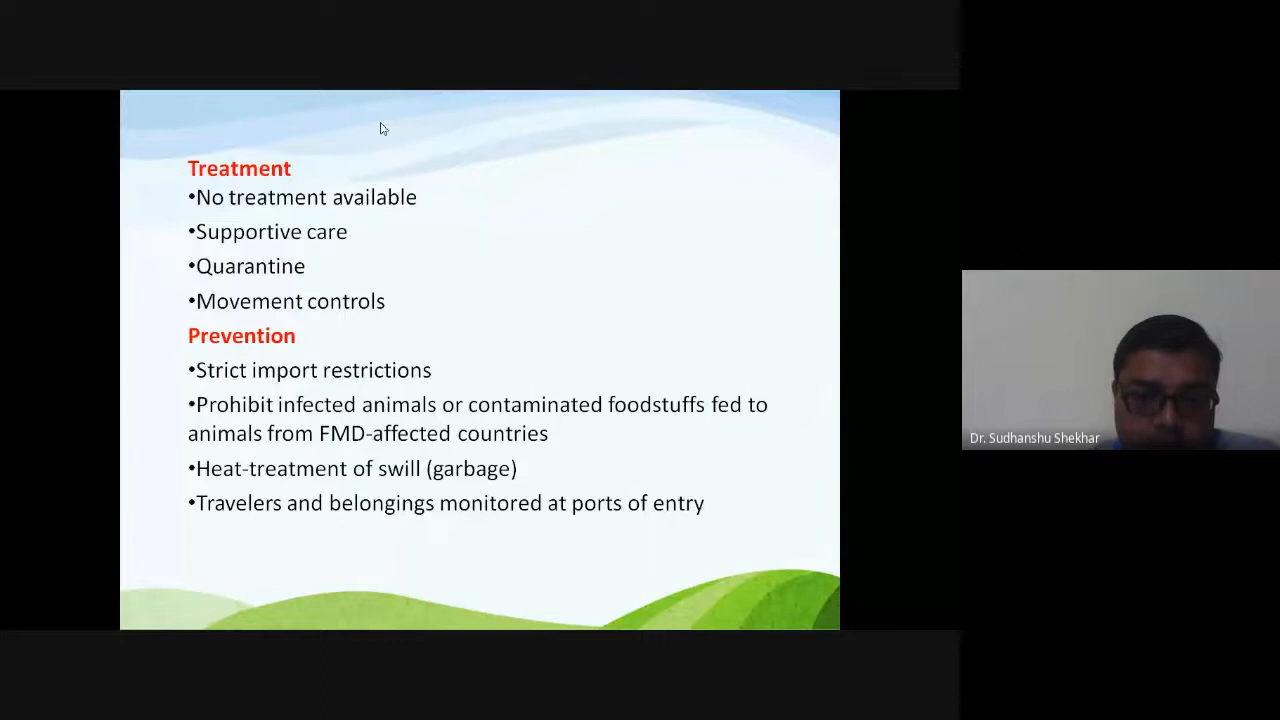 Treatment
•No treatment available
•Supportive care
•Quarantine
•Movement controls
Prevention
•Strict import restrictions
•Prohibit infected animals or contaminated foodstuffs fed to
animals from FMD-affected countries
•Heat-treatment of swill (garbage)
•Travelers and belongings monitored at ports of entry
Dr. Sudhanshu Shekhar